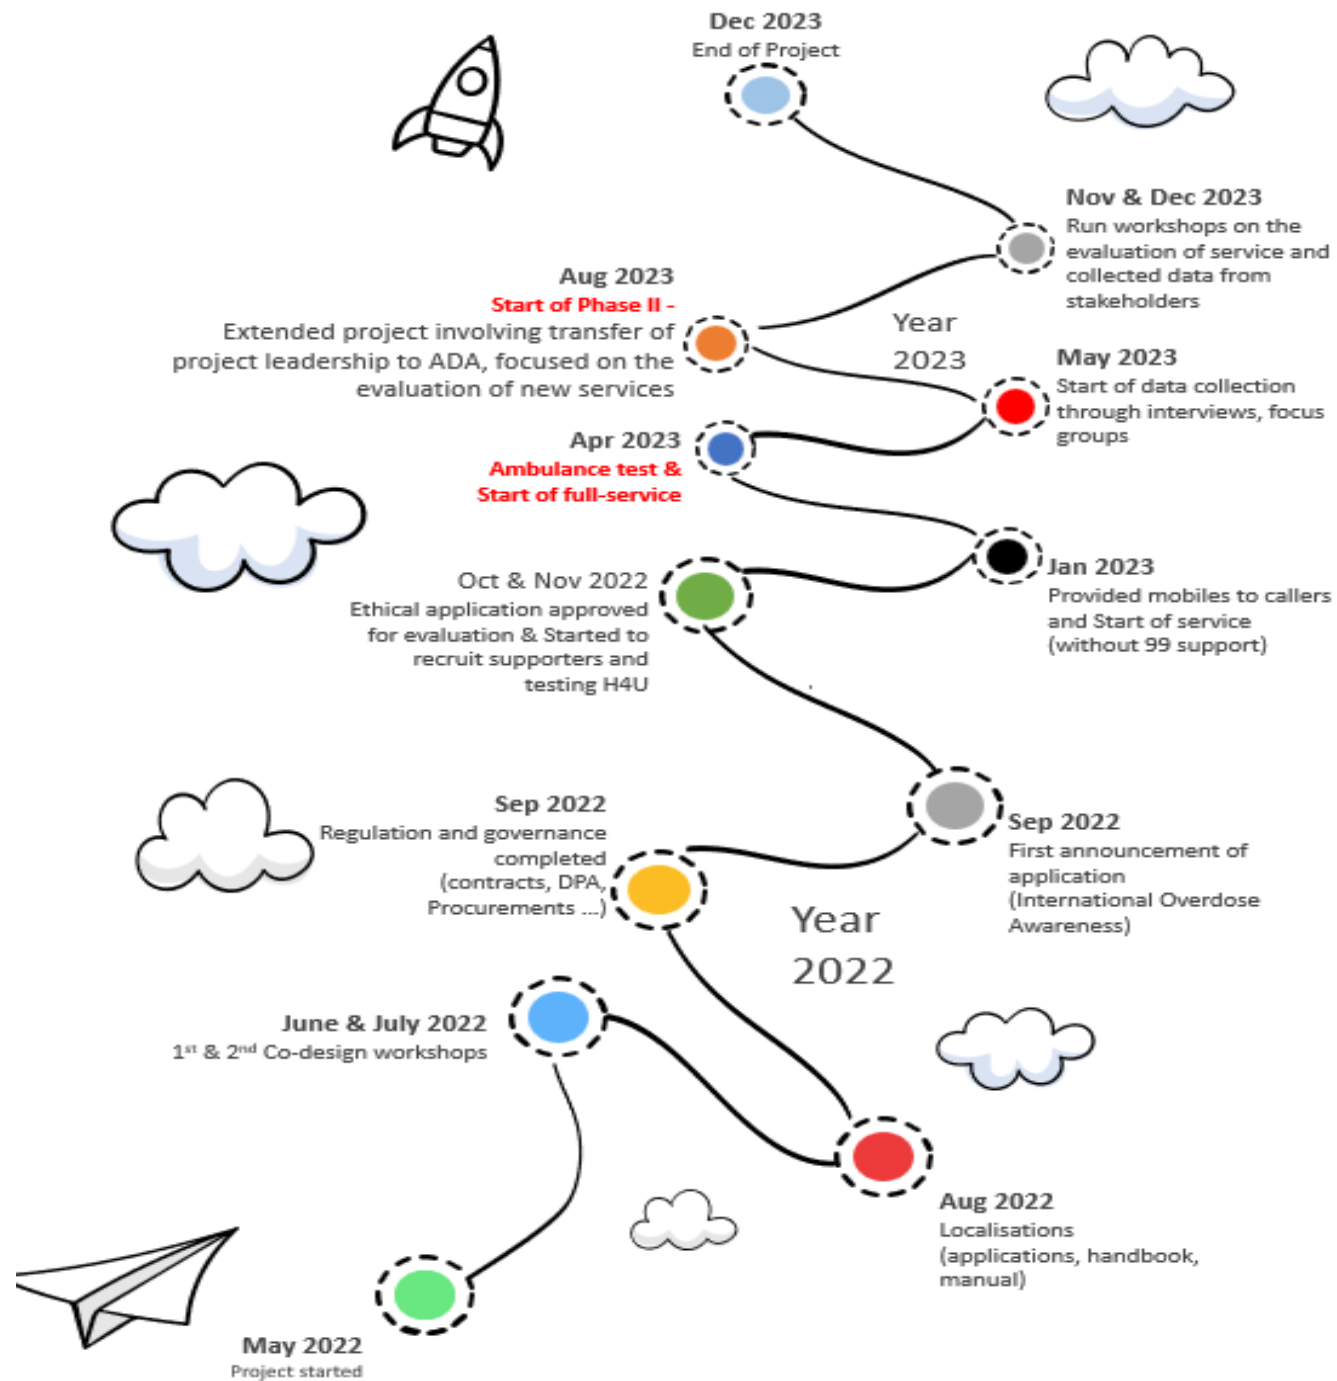 Dec 2023
End of Project
Nov & Dec 2023
Run workshops on the
evaluation of service and
collected data from
stakeholders
Aug 2023
Start of Phase II -
Extended project involving transfer of
project leadership to ADA, focused on the
evaluation of new services
Year
2023
May 2023
Start of data collection
through interviews, focus
groups
Apr 2023
Ambulance test &
Start of full-service
Jan 2023
Provided mobiles to callers
and Start of service
(without 99 support)
Oct & Nov 2022
Ethical application approved
for evaluation & Started to
recruit supporters and
testing H4U
Sep 2022
Regulation and governance
completed
(contracts, DPA,
Procurements ...)
Sep 2022
First announcement of
application
(International Overdose
Awareness)
Year
2022
June & July 2022
1st & 2nd Co-design workshops
Aug 2022
Localisations
(applications, handbook,
manual)
May 2022
Project started